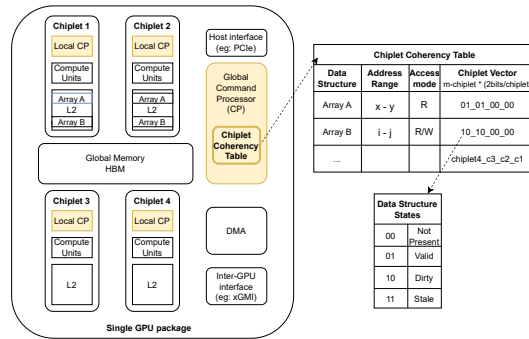 Chiplet 1
Local CP
Compute
Units
Array A
L2
Array B
Chiplet 2
Local CP
Compute
Units
Array A
L2
Array B
Host interface
(eg: PCIe)
Global
Command
Processor
(CP)
Chiplet
Coherency
Table
Global Memory
HBM
Chiplet 3
Local CP
Compute
Units
L2
Chiplet 4
Local CP
Compute
Units
L2
DMA
Inter-GPU
interface
(eg: xGMI)
Single GPU package
Chiplet Coherency Table
Data Structure Address Range Access mode Chiplet Vector m-chiplet * (2bits/chiplet
Array A x - y R 01_01_00_00
Array B i - j R/W 10_10_00_00
... chiplet4_c3_c2_c1
Data Structure
States
00 Not Present
01 Valid
10 Dirty
11 Stale